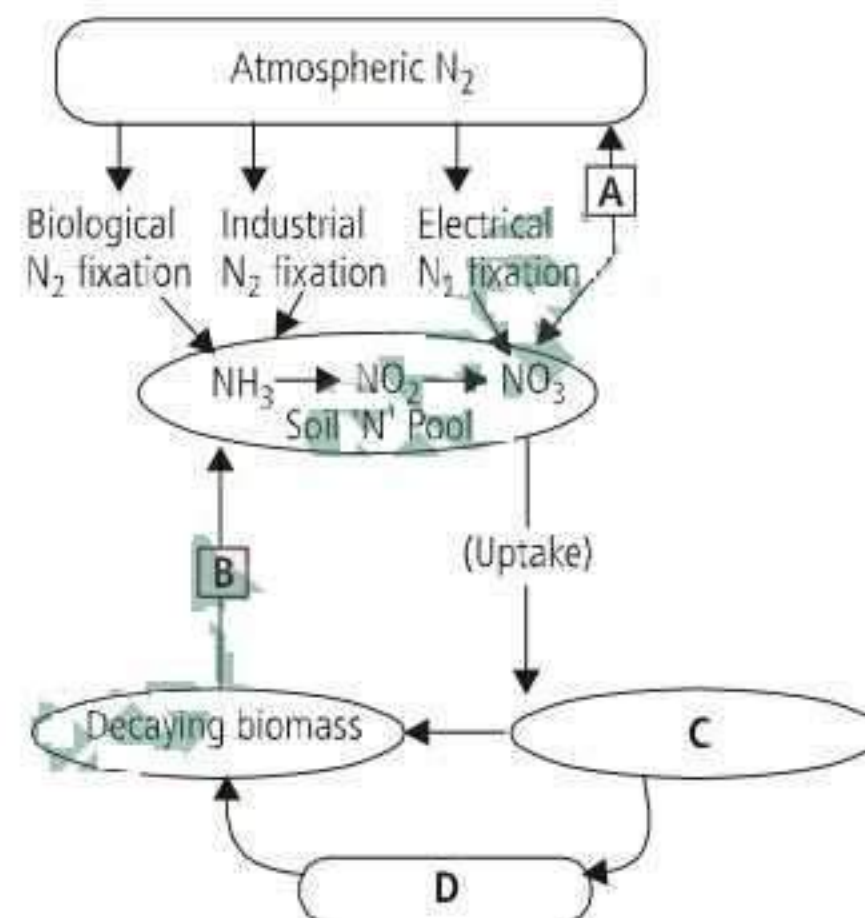 Atmospheric N₂
A
Biological Industrial Electrical
N₂ fixation N₂ fixation N₂ fixation
NH₃ NO₂ NO₃
Soil 'N' Pool
(Uptake)
B
Decaying biomass
C
D